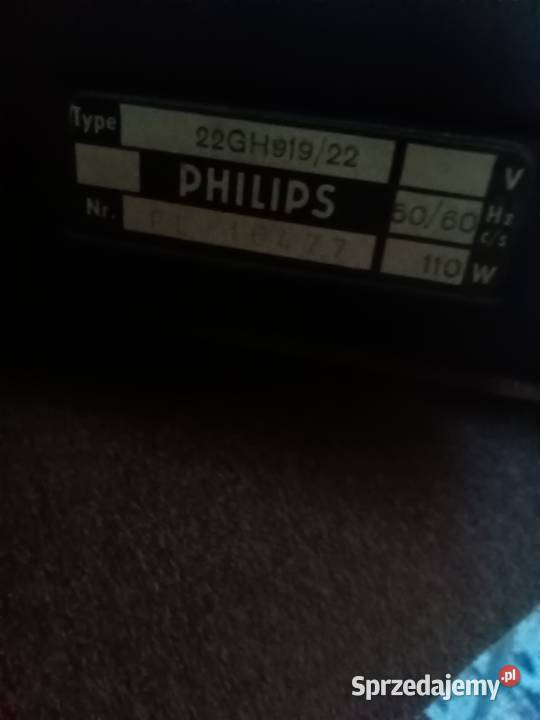 Type 22GH919/22 V
PHILIPS 50/60 Hz c/s
Nr. 110 W
Sprzedajemy.pl